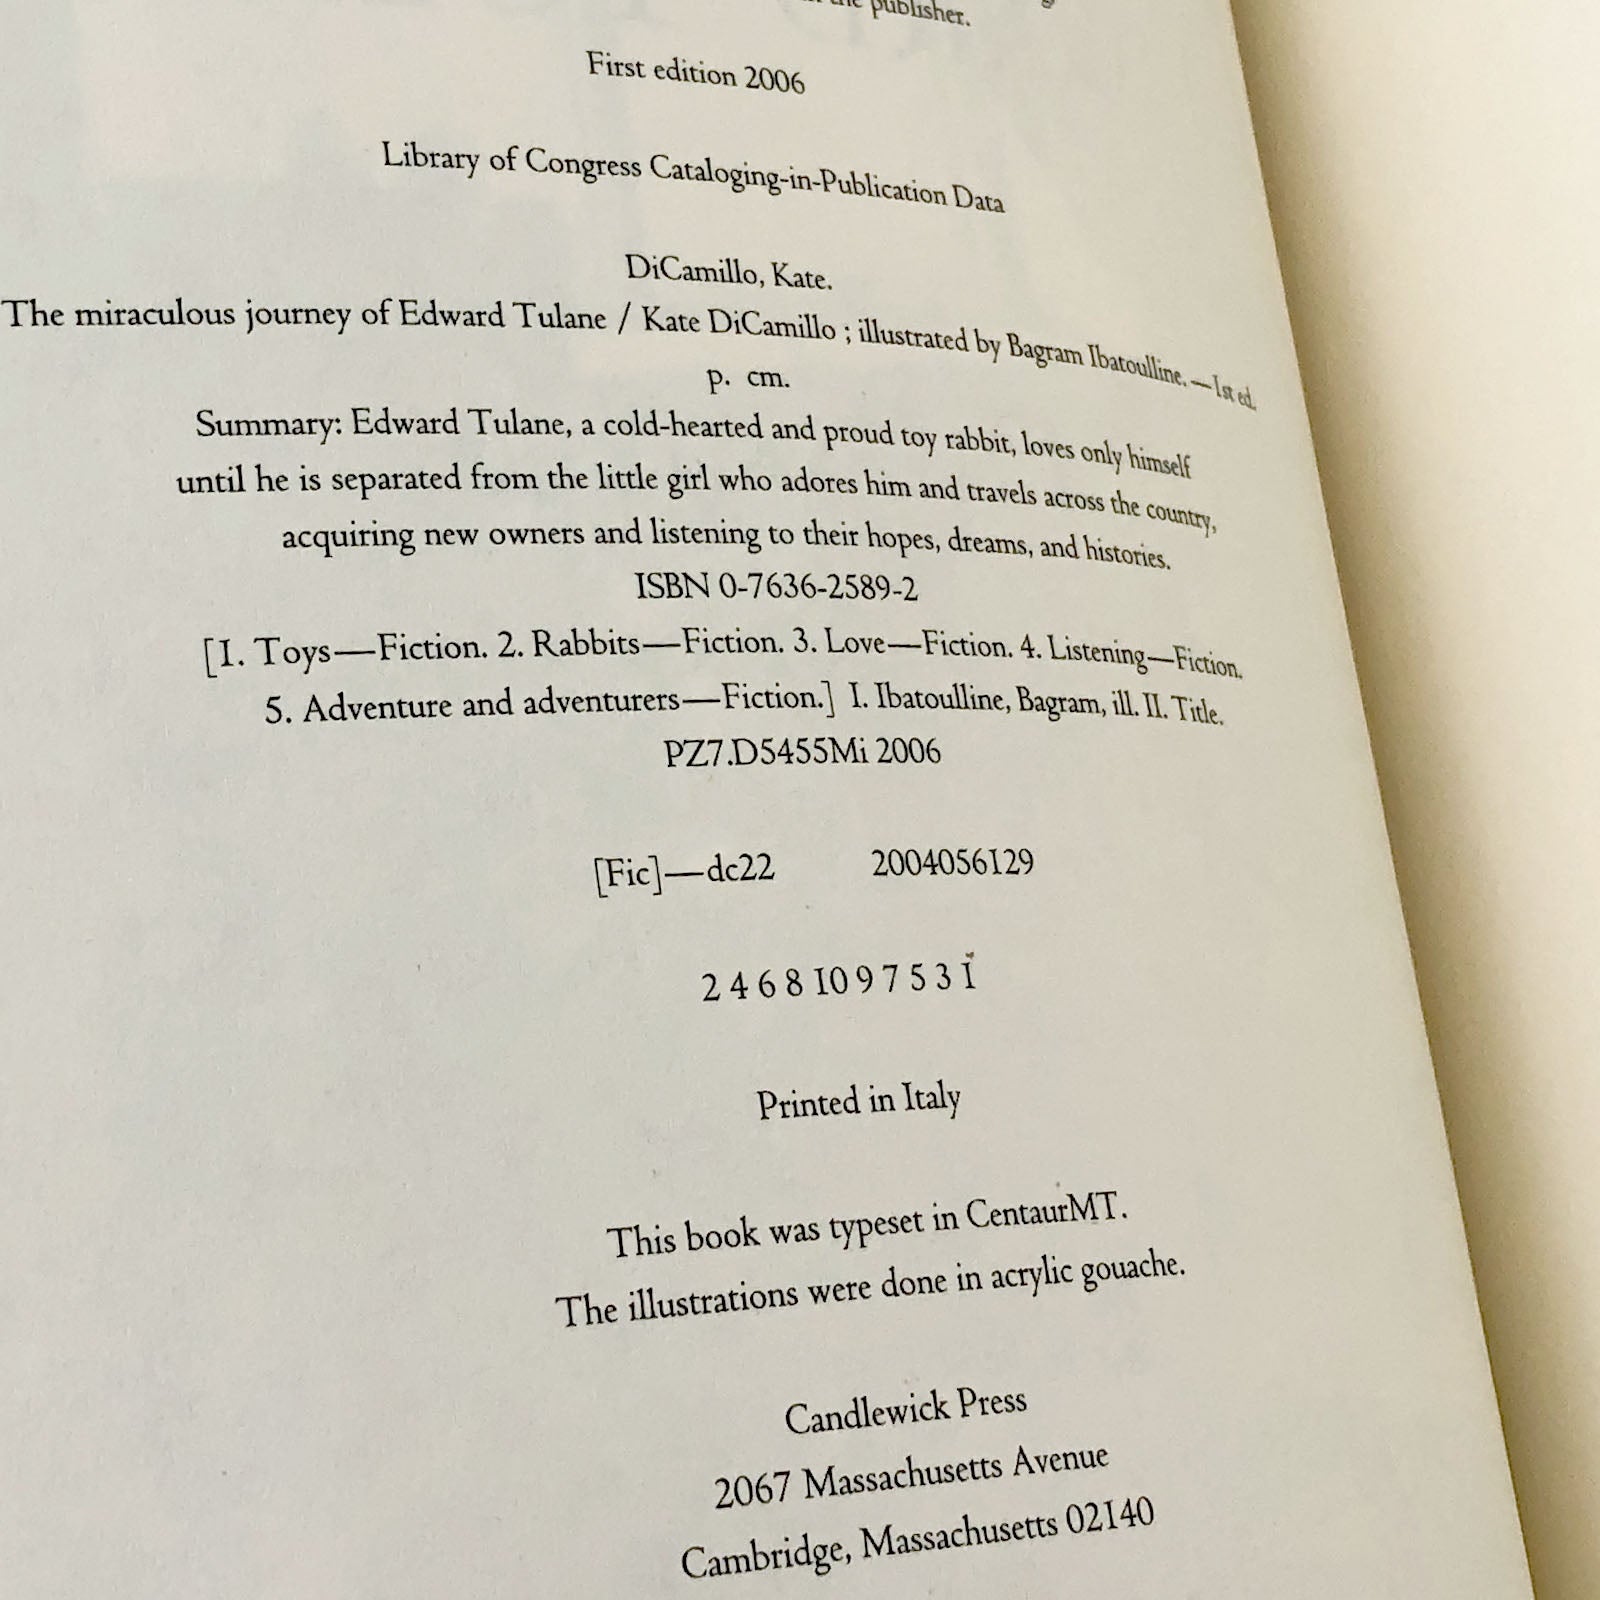 the publisher.
First edition 2006
Library of Congress Cataloging-in-Publication Data
DiCamillo, Kate.
The miraculous journey of Edward Tulane / Kate DiCamillo ; illustrated by Bagram Ibatoulline. — 1st ed.
p. cm.
Summary: Edward Tulane, a cold-hearted and proud toy rabbit, loves only himself
until he is separated from the little girl who adores him and travels across the country,
acquiring new owners and listening to their hopes, dreams, and histories.
ISBN 0-7636-2589-2
[1. Toys—Fiction. 2. Rabbits—Fiction. 3. Love—Fiction. 4. Listening—Fiction.
5. Adventure and adventurers—Fiction.] I. Ibatoulline, Bagram, ill. II. Title.
PZ7.D5455Mi 2006
[Fic]—dc22 2004056129
2 4 6 8 10 9 7 5 3 1
Printed in Italy
This book was typeset in CentaurMT.
The illustrations were done in acrylic gouache.
Candlewick Press
2067 Massachusetts Avenue
Cambridge, Massachusetts 02140